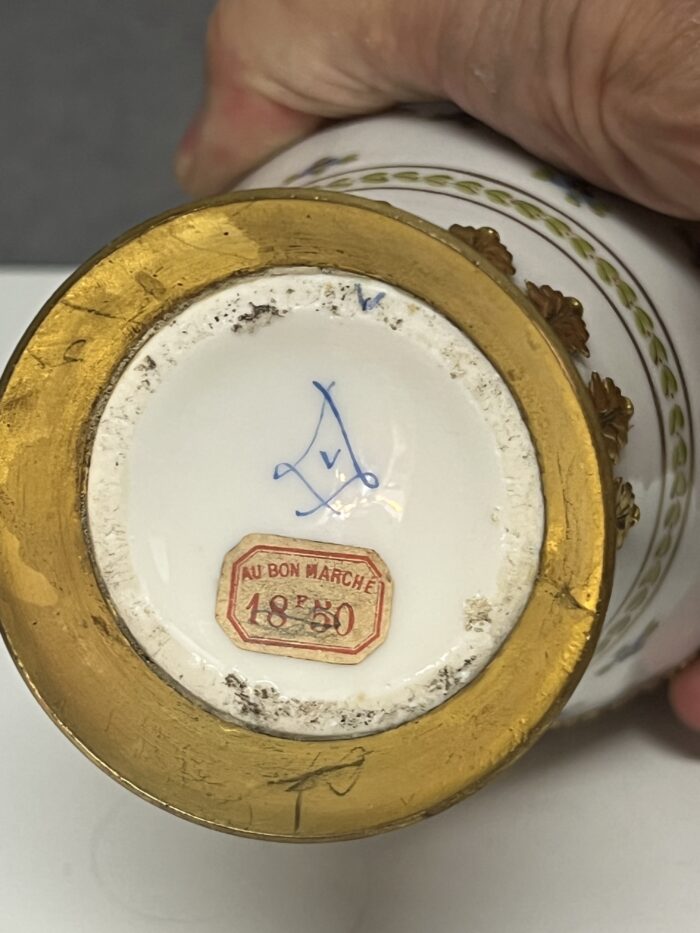 V
V
AU BON MARCHÉ
18F50